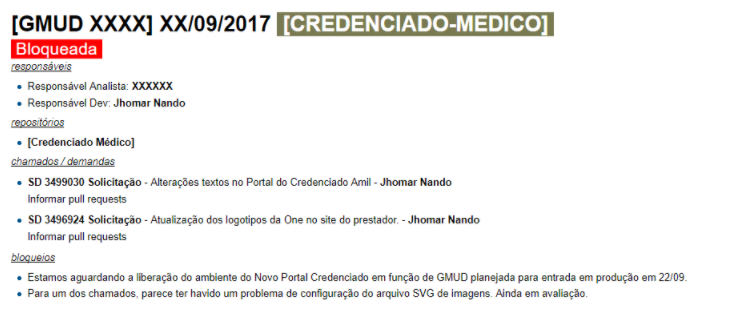 [GMUD XXXX] XX/09/2017 [CREDENCIADO-MEDICO]
Bloqueada
responsáveis
Responsável Analista: XXXXXX
Responsável Dev: Jhomar Nando
repositórios
[Credenciado Médico]
chamados / demandas
SD 3499030 Solicitação - Alterações textos no Portal do Credenciado Amil - Jhomar Nando
Informar pull requests
SD 3496924 Solicitação - Atualização dos logotipos da One no site do prestador. - Jhomar Nando
Informar pull requests
bloqueios
Estamos aguardando a liberação do ambiente do Novo Portal Credenciado em função de GMUD planejada para entrada em produção em 22/09.
Para um dos chamados, parece ter havido um problema de configuração do arquivo SVG de imagens. Ainda em avaliação.